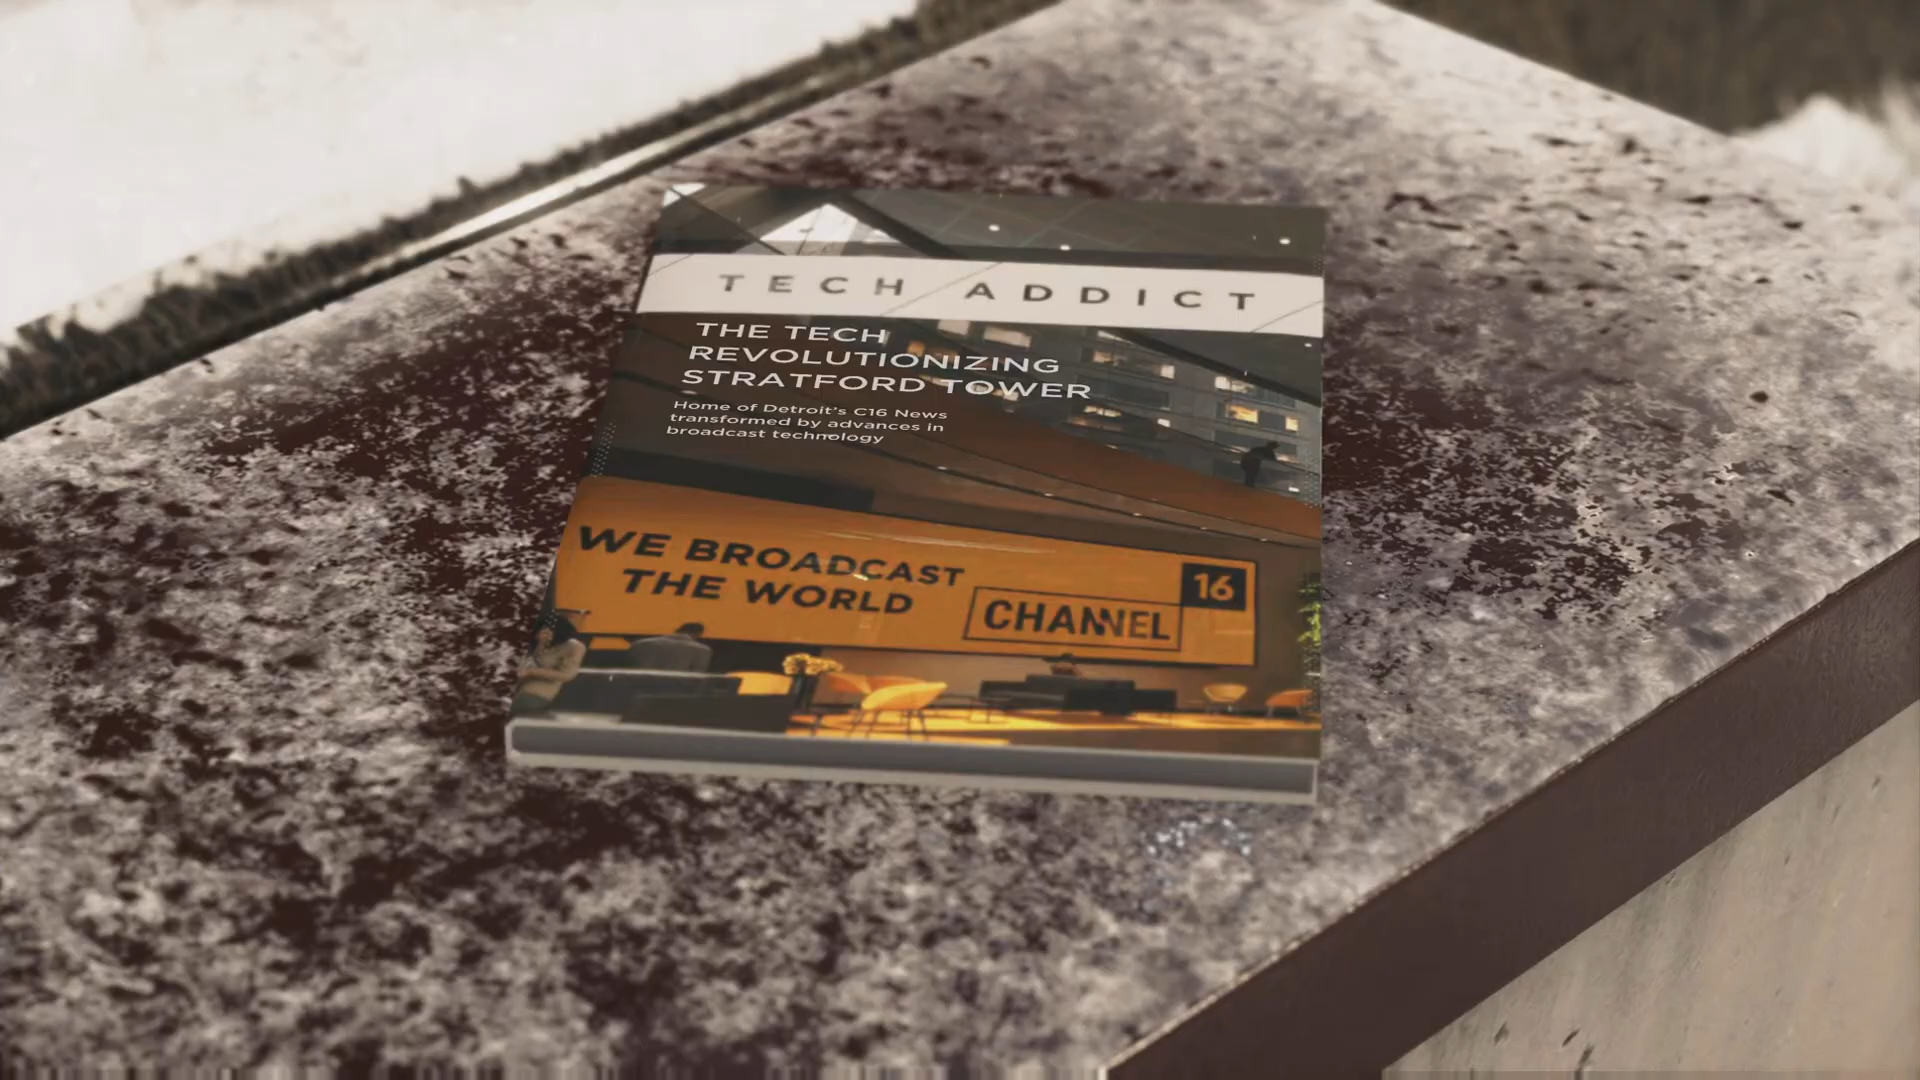 TECH ADDICT
THE TECH
REVOLUTIONIZING
STRATFORD TOWER
Home of Detroit's C16 News
transformed by advances in
broadcast technology
WE BROADCAST
THE WORLD
CHANNEL
16